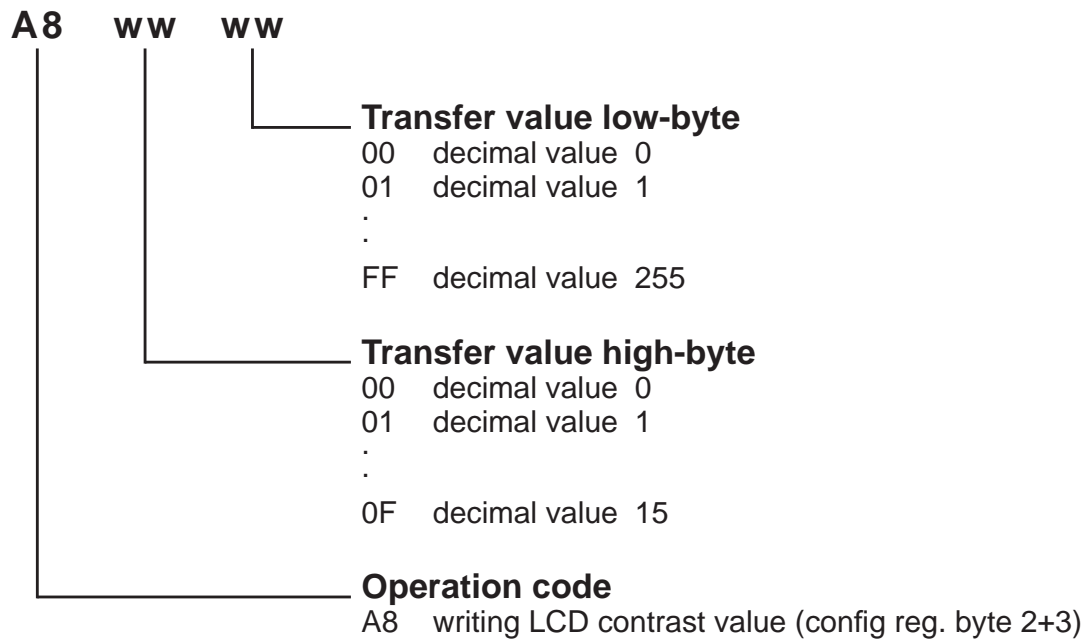 A8 ww ww
Transfer value low-byte
00 decimal value 0
01 decimal value 1
.
.
FF decimal value 255
Transfer value high-byte
00 decimal value 0
01 decimal value 1
.
.
0F decimal value 15
Operation code
A8 writing LCD contrast value (config reg. byte 2+3)